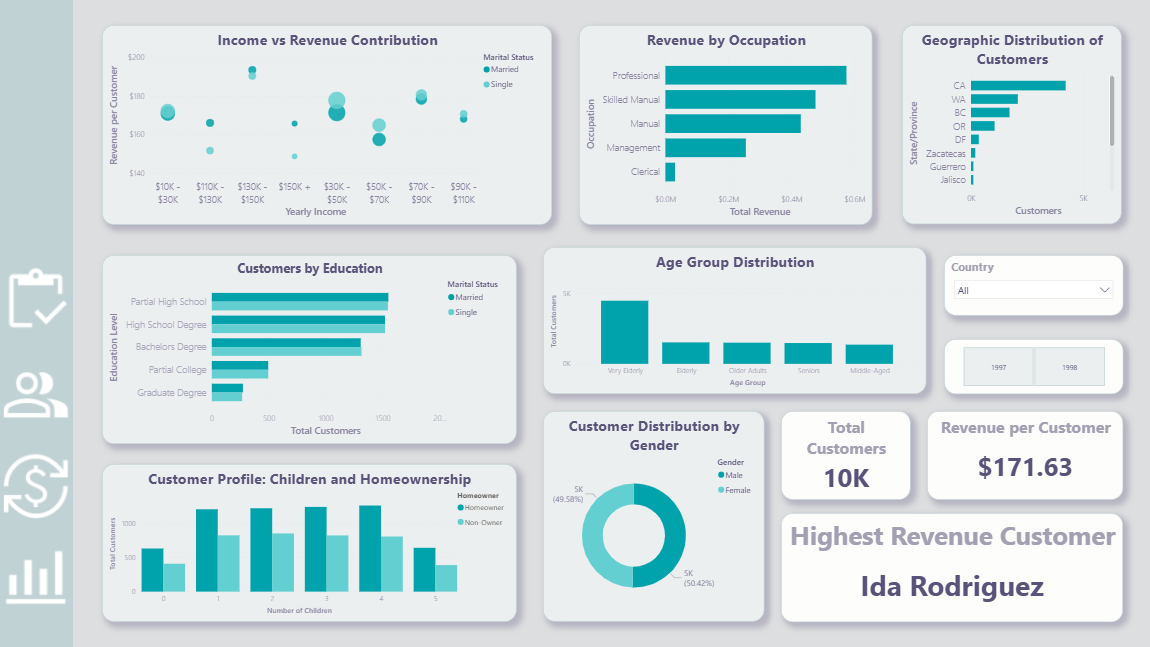 Income vs Revenue Contribution
Marital Status
Married
Single
Revenue per Customer
$200
$180
$160
$140
$10K -
$30K
$110K -
$130K
$130K -
$150K
$150K +
$30K -
$50K
$50K -
$70K
$70K -
$90K
$90K -
$110K
Yearly Income
Revenue by Occupation
Occupation
Professional
Skilled Manual
Manual
Management
Clerical
$0.0M
$0.2M
$0.4M
$0.6M
Total Revenue
Geographic Distribution of
Customers
State/Province
CA
WA
BC
OR
DF
Zacatecas
Guerrero
Jalisco
0K
5K
Customers
Customers by Education
Marital Status
Married
Single
Education Level
Partial High School
High School Degree
Bachelors Degree
Partial College
Graduate Degree
0
500
1000
1500
20...
Total Customers
Age Group Distribution
Total Customers
5K
0K
Very Elderly
Elderly
Older Adults
Seniors
Middle-Aged
Age Group
Country
All
1997
1998
Customer Profile: Children and Homeownership
Homeowner
Homeowner
Non-Owner
Total Customers
1000
500
0
0
1
2
3
4
5
Number of Children
Customer Distribution by
Gender
Gender
Male
Female
5K
(49.58%)
5K
(50.42%)
Total
Customers
10K
Revenue per Customer
$171.63
Highest Revenue Customer
Ida Rodriguez